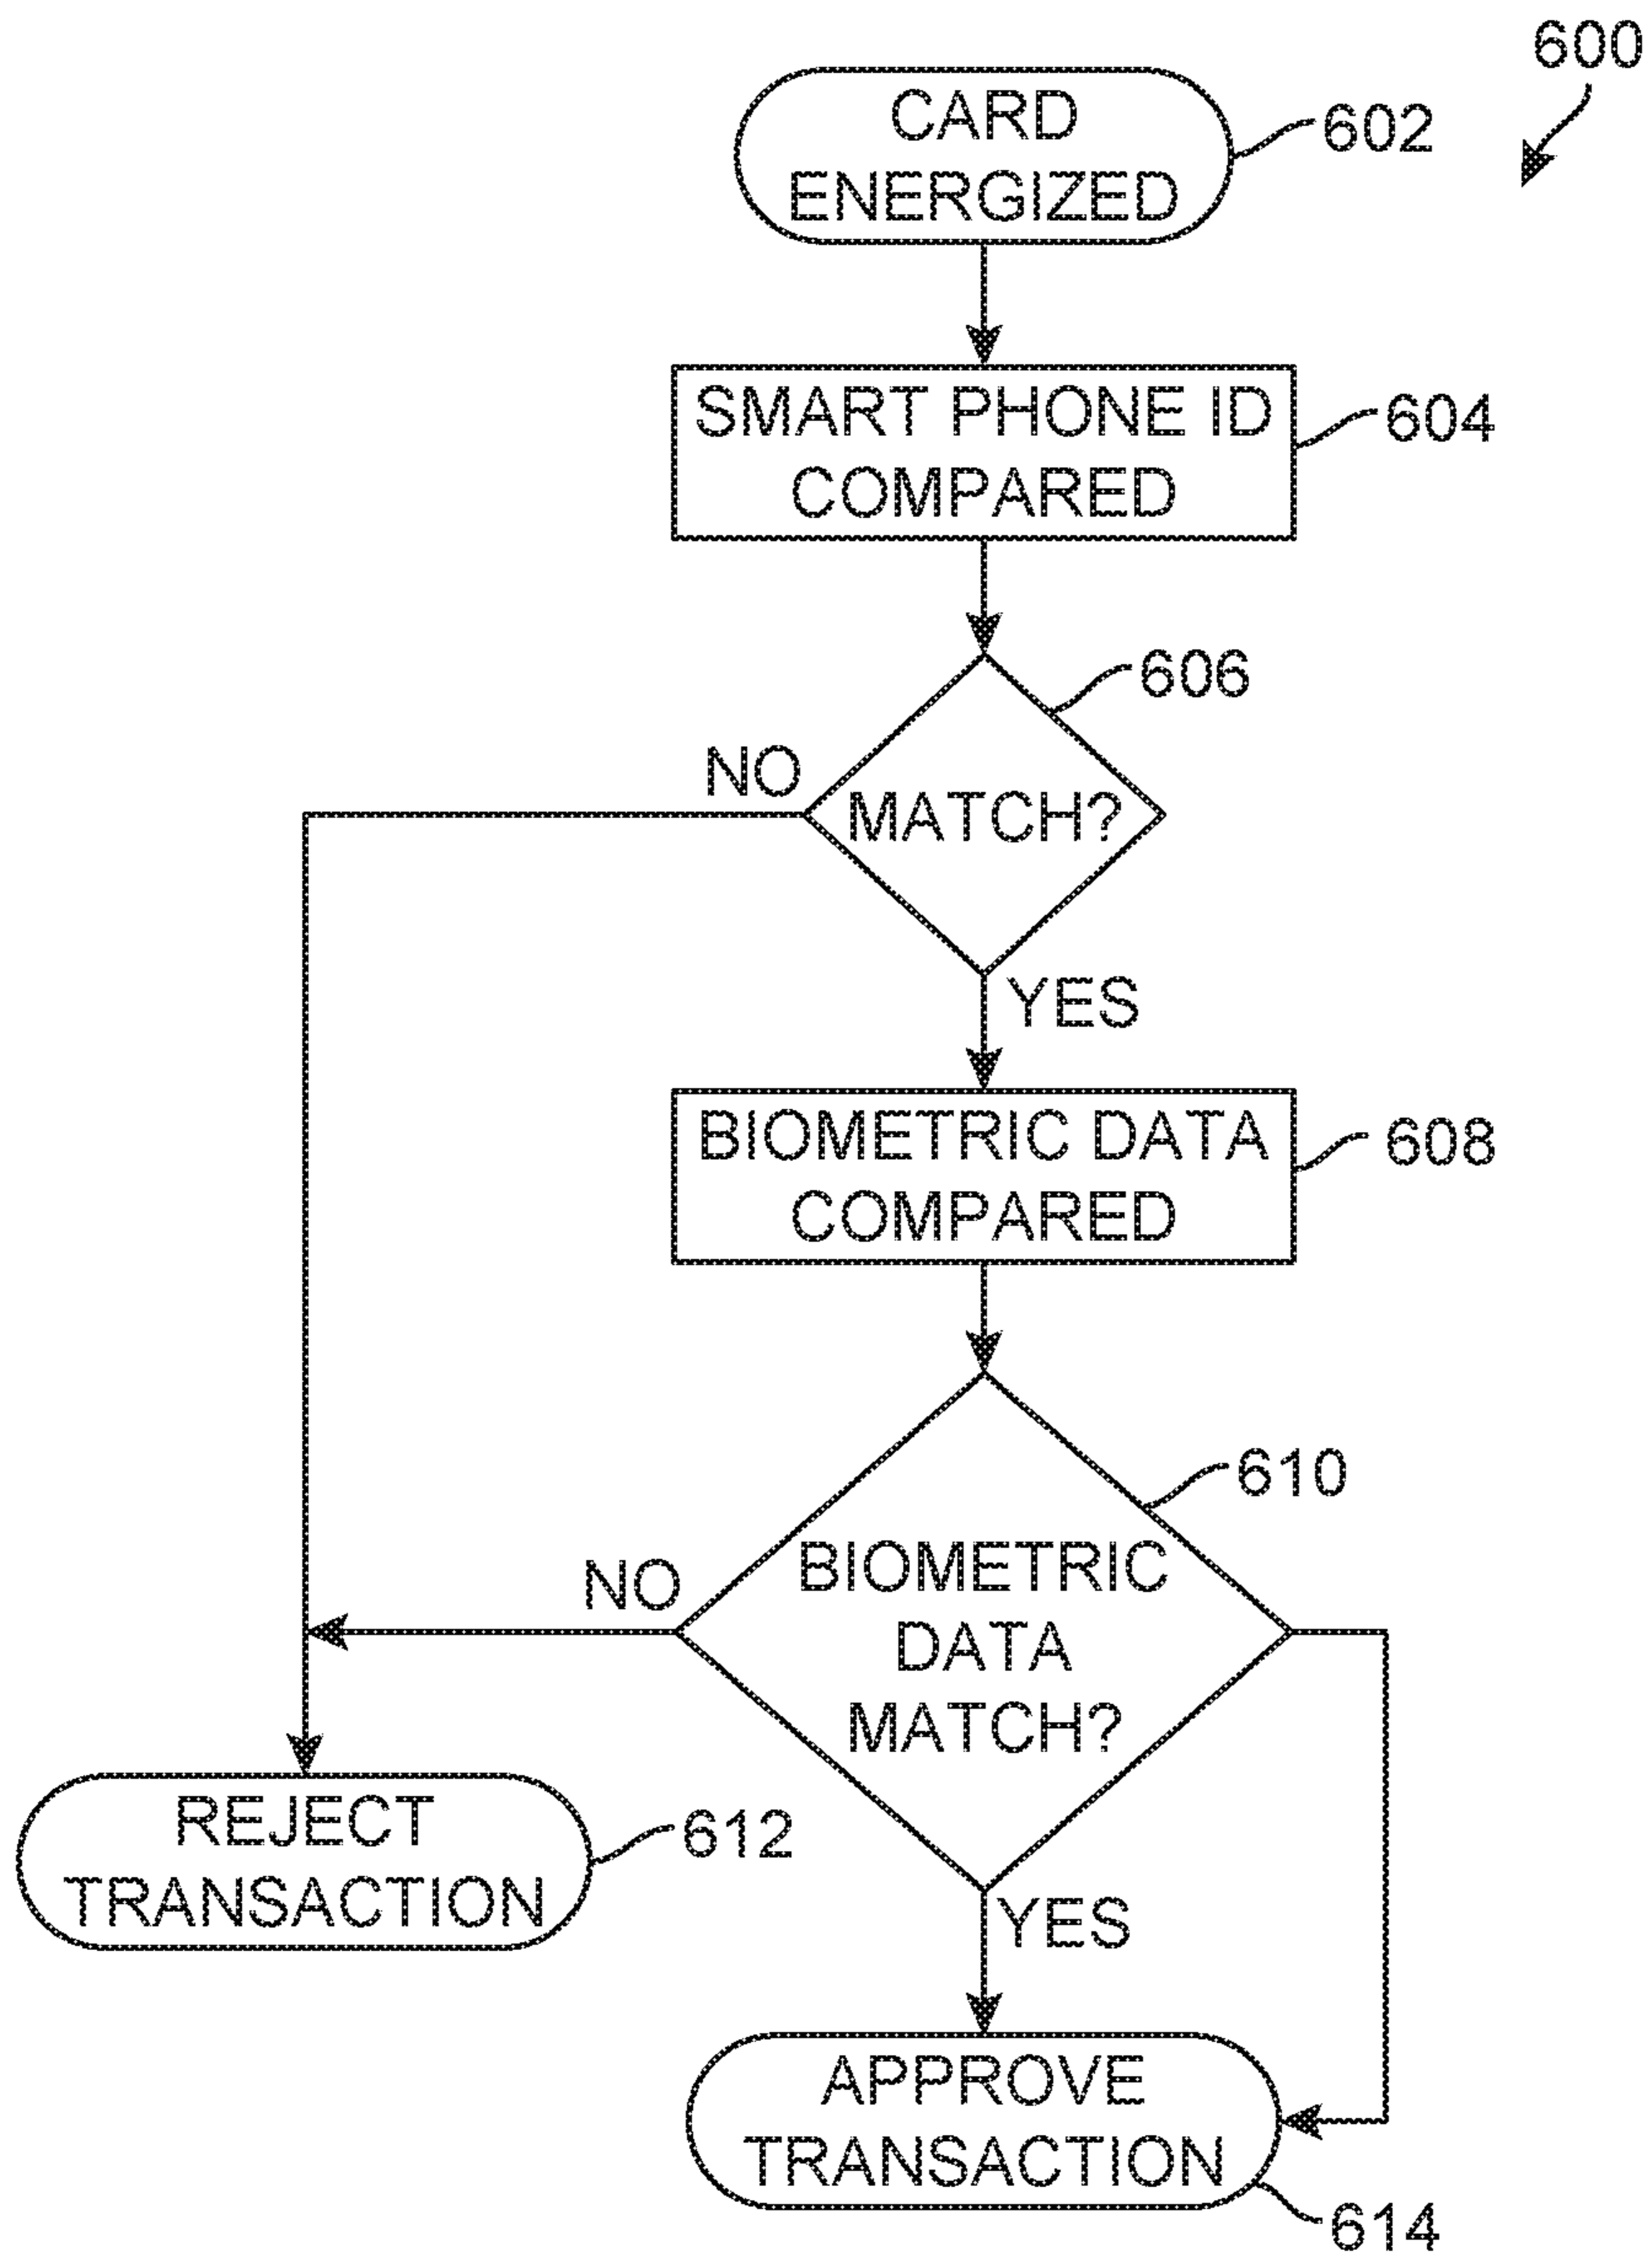 600
CARD
ENERGIZED
602
SMART PHONE ID
COMPARED
604
606
NO
MATCH?
YES
BIOMETRIC DATA
COMPARED
608
610
NO
BIOMETRIC
DATA
MATCH?
REJECT
TRANSACTION
612
YES
APPROVE
TRANSACTION
614